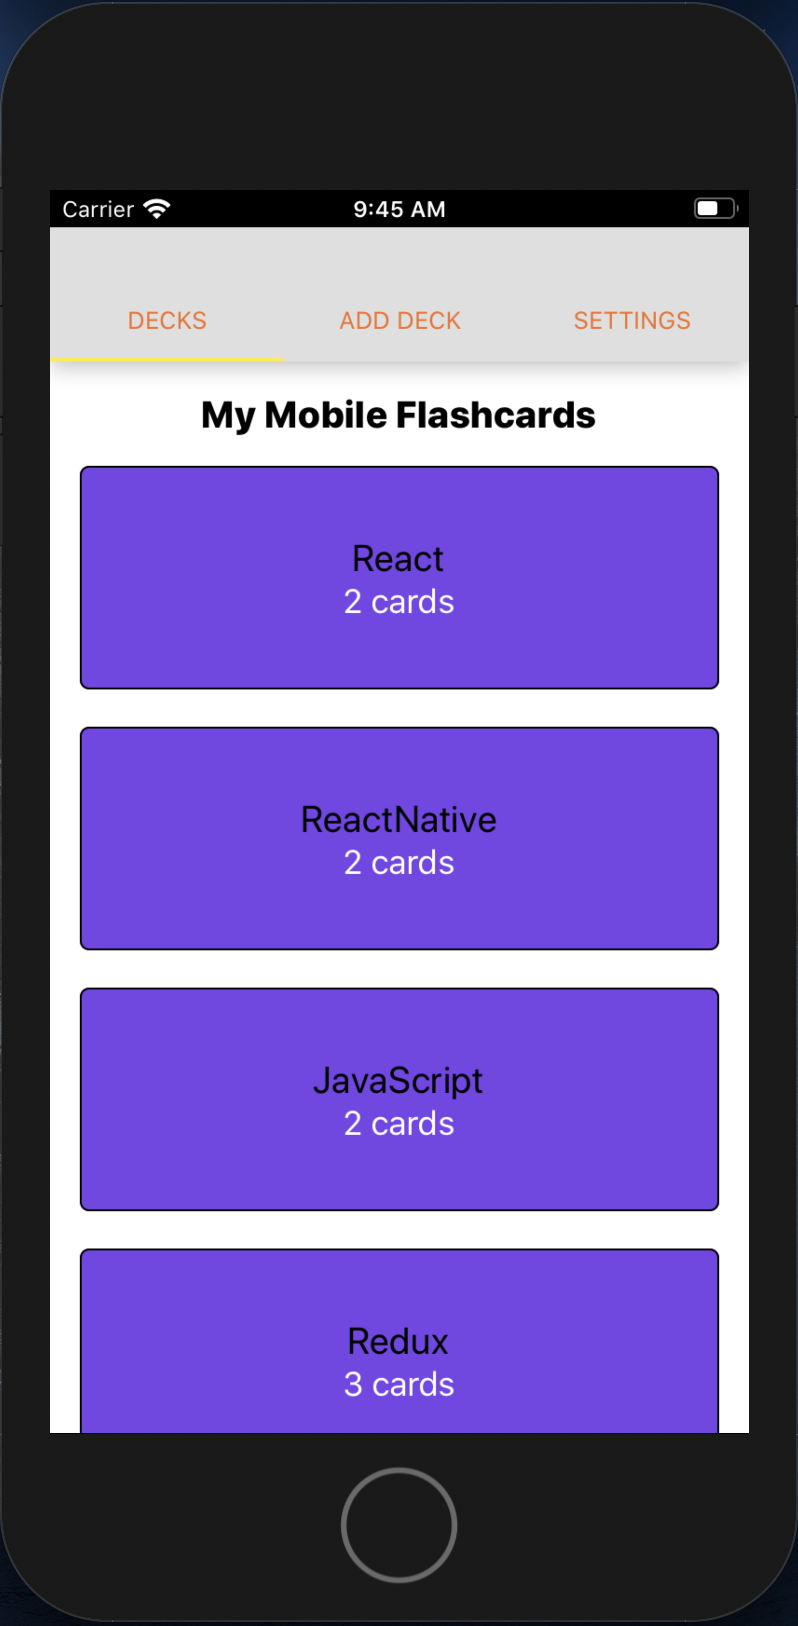 Carrier 9:45 AM
DECKS ADD DECK SETTINGS
My Mobile Flashcards
React
2 cards
ReactNative
2 cards
JavaScript
2 cards
Redux
3 cards